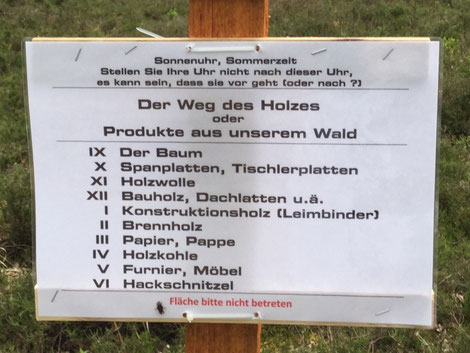 Sonnenuhr, Sommerzeit
Stellen Sie Ihre Uhr nicht nach dieser Uhr,
es kann sein, dass sie vor geht (oder nach ?)
Der Weg des Holzes
oder
Produkte aus unserem Wald
IX Der Baum
X Spanplatten, Tischlerplatten
XI Holzwolle
XII Bauholz, Dachlatten u.ä.
I Konstruktionsholz (Leimbinder)
II Brennholz
III Papier, Pappe
IV Holzkohle
V Furnier, Möbel
VI Hackschnitzel
Fläche bitte nicht betreten